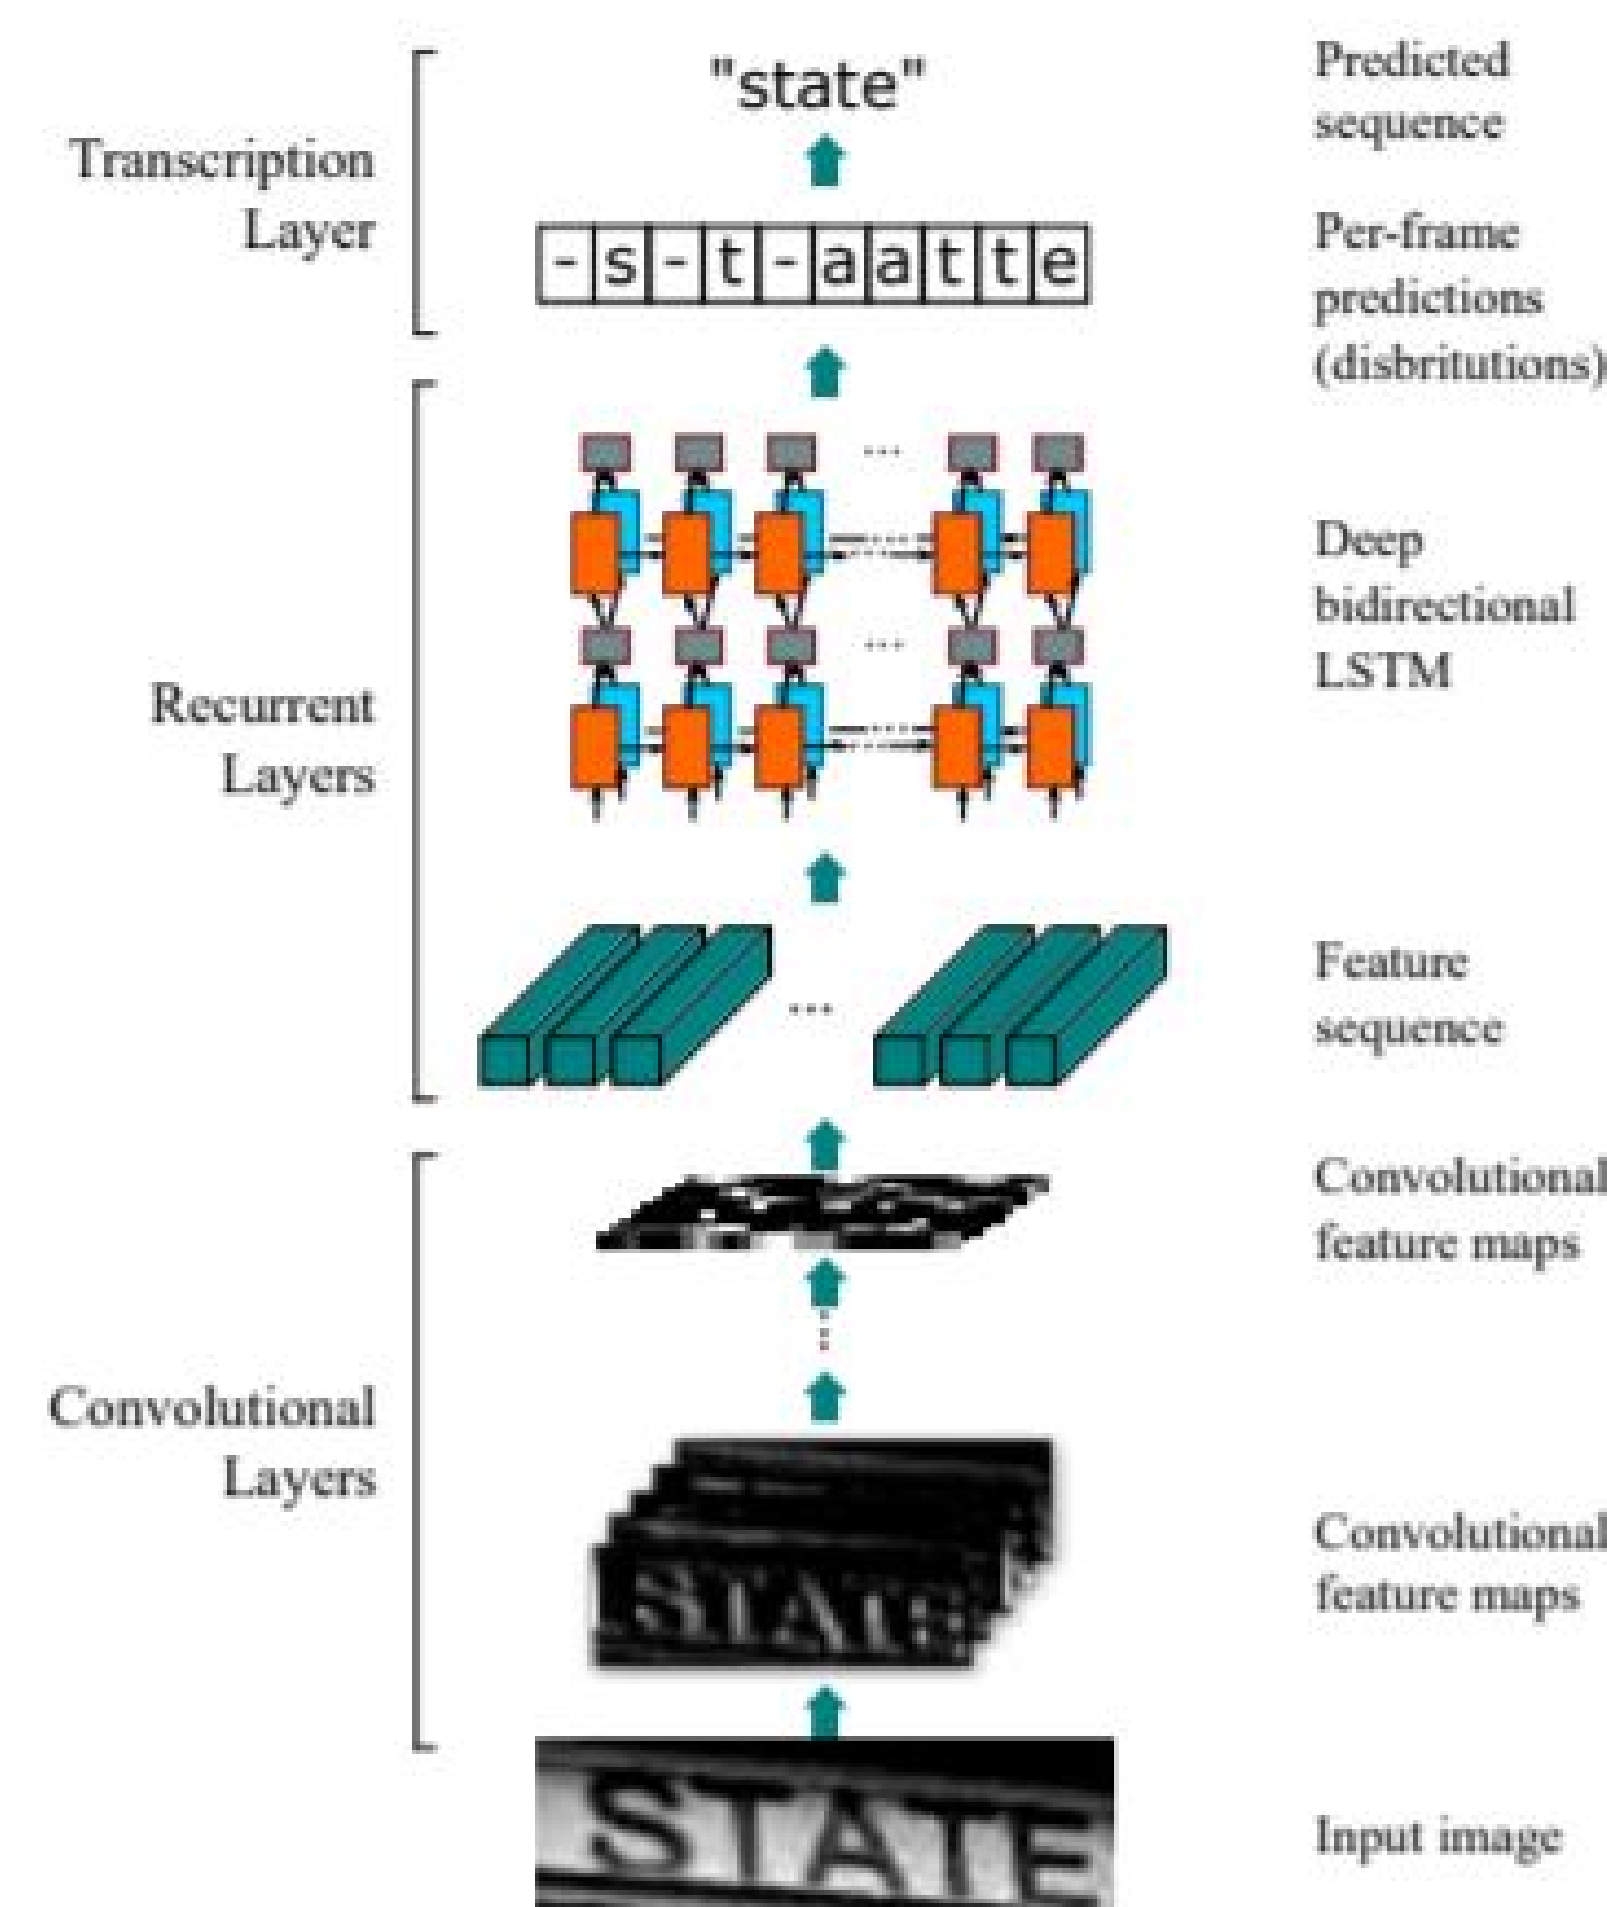 "state"
Predicted
sequence
Transcription
Layer
-s-t-aatte
Per-frame
predictions
(disbritutions)
Recurrent
Layers
Deep
bidirectional
LSTM
Feature
sequence
Convolutional
Layers
Convolutional
feature maps
STATE
Convolutional
feature maps
STATE
Input image